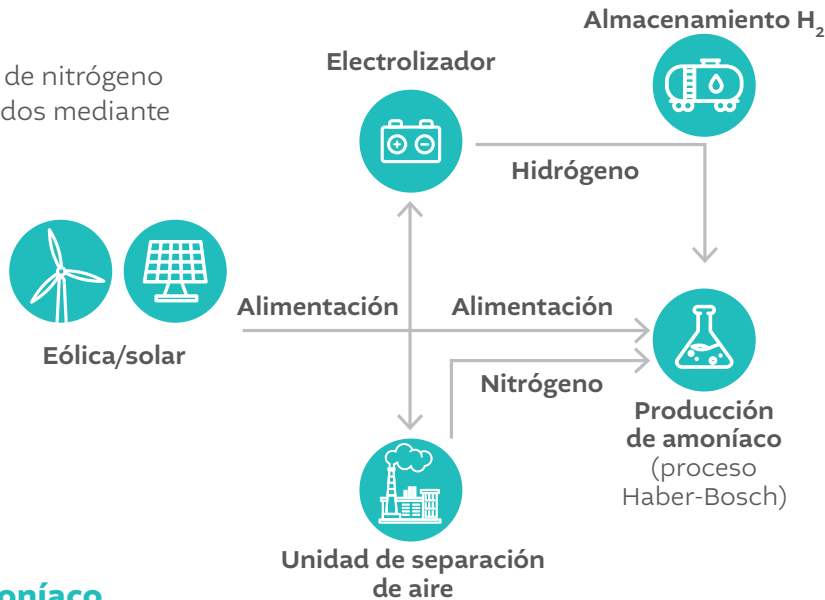 Almacenamiento H₂
de nitrógeno
dos mediante
Electrolizador
Hidrógeno
Alimentación
Alimentación
Eólica/solar
Nitrógeno
Producción
de amoníaco
(proceso
Haber-Bosch)
Unidad de separación
de aire